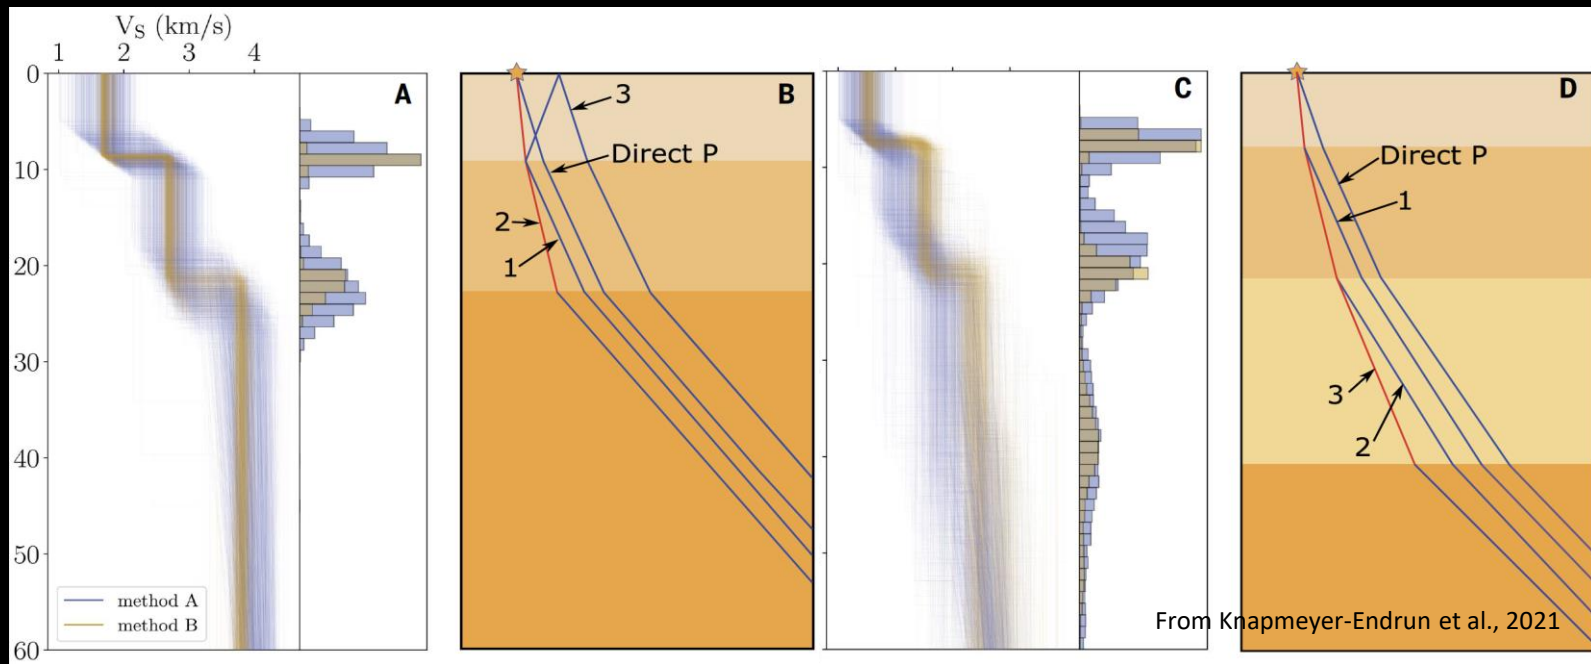 V_S (km/s)
1 2 3 4
0
10
20
30
40
50
60
A
method A
method B
B
3
Direct P
2
1
C
D
Direct P
1
3
2
From Knapmeyer-Endrun et al., 2021